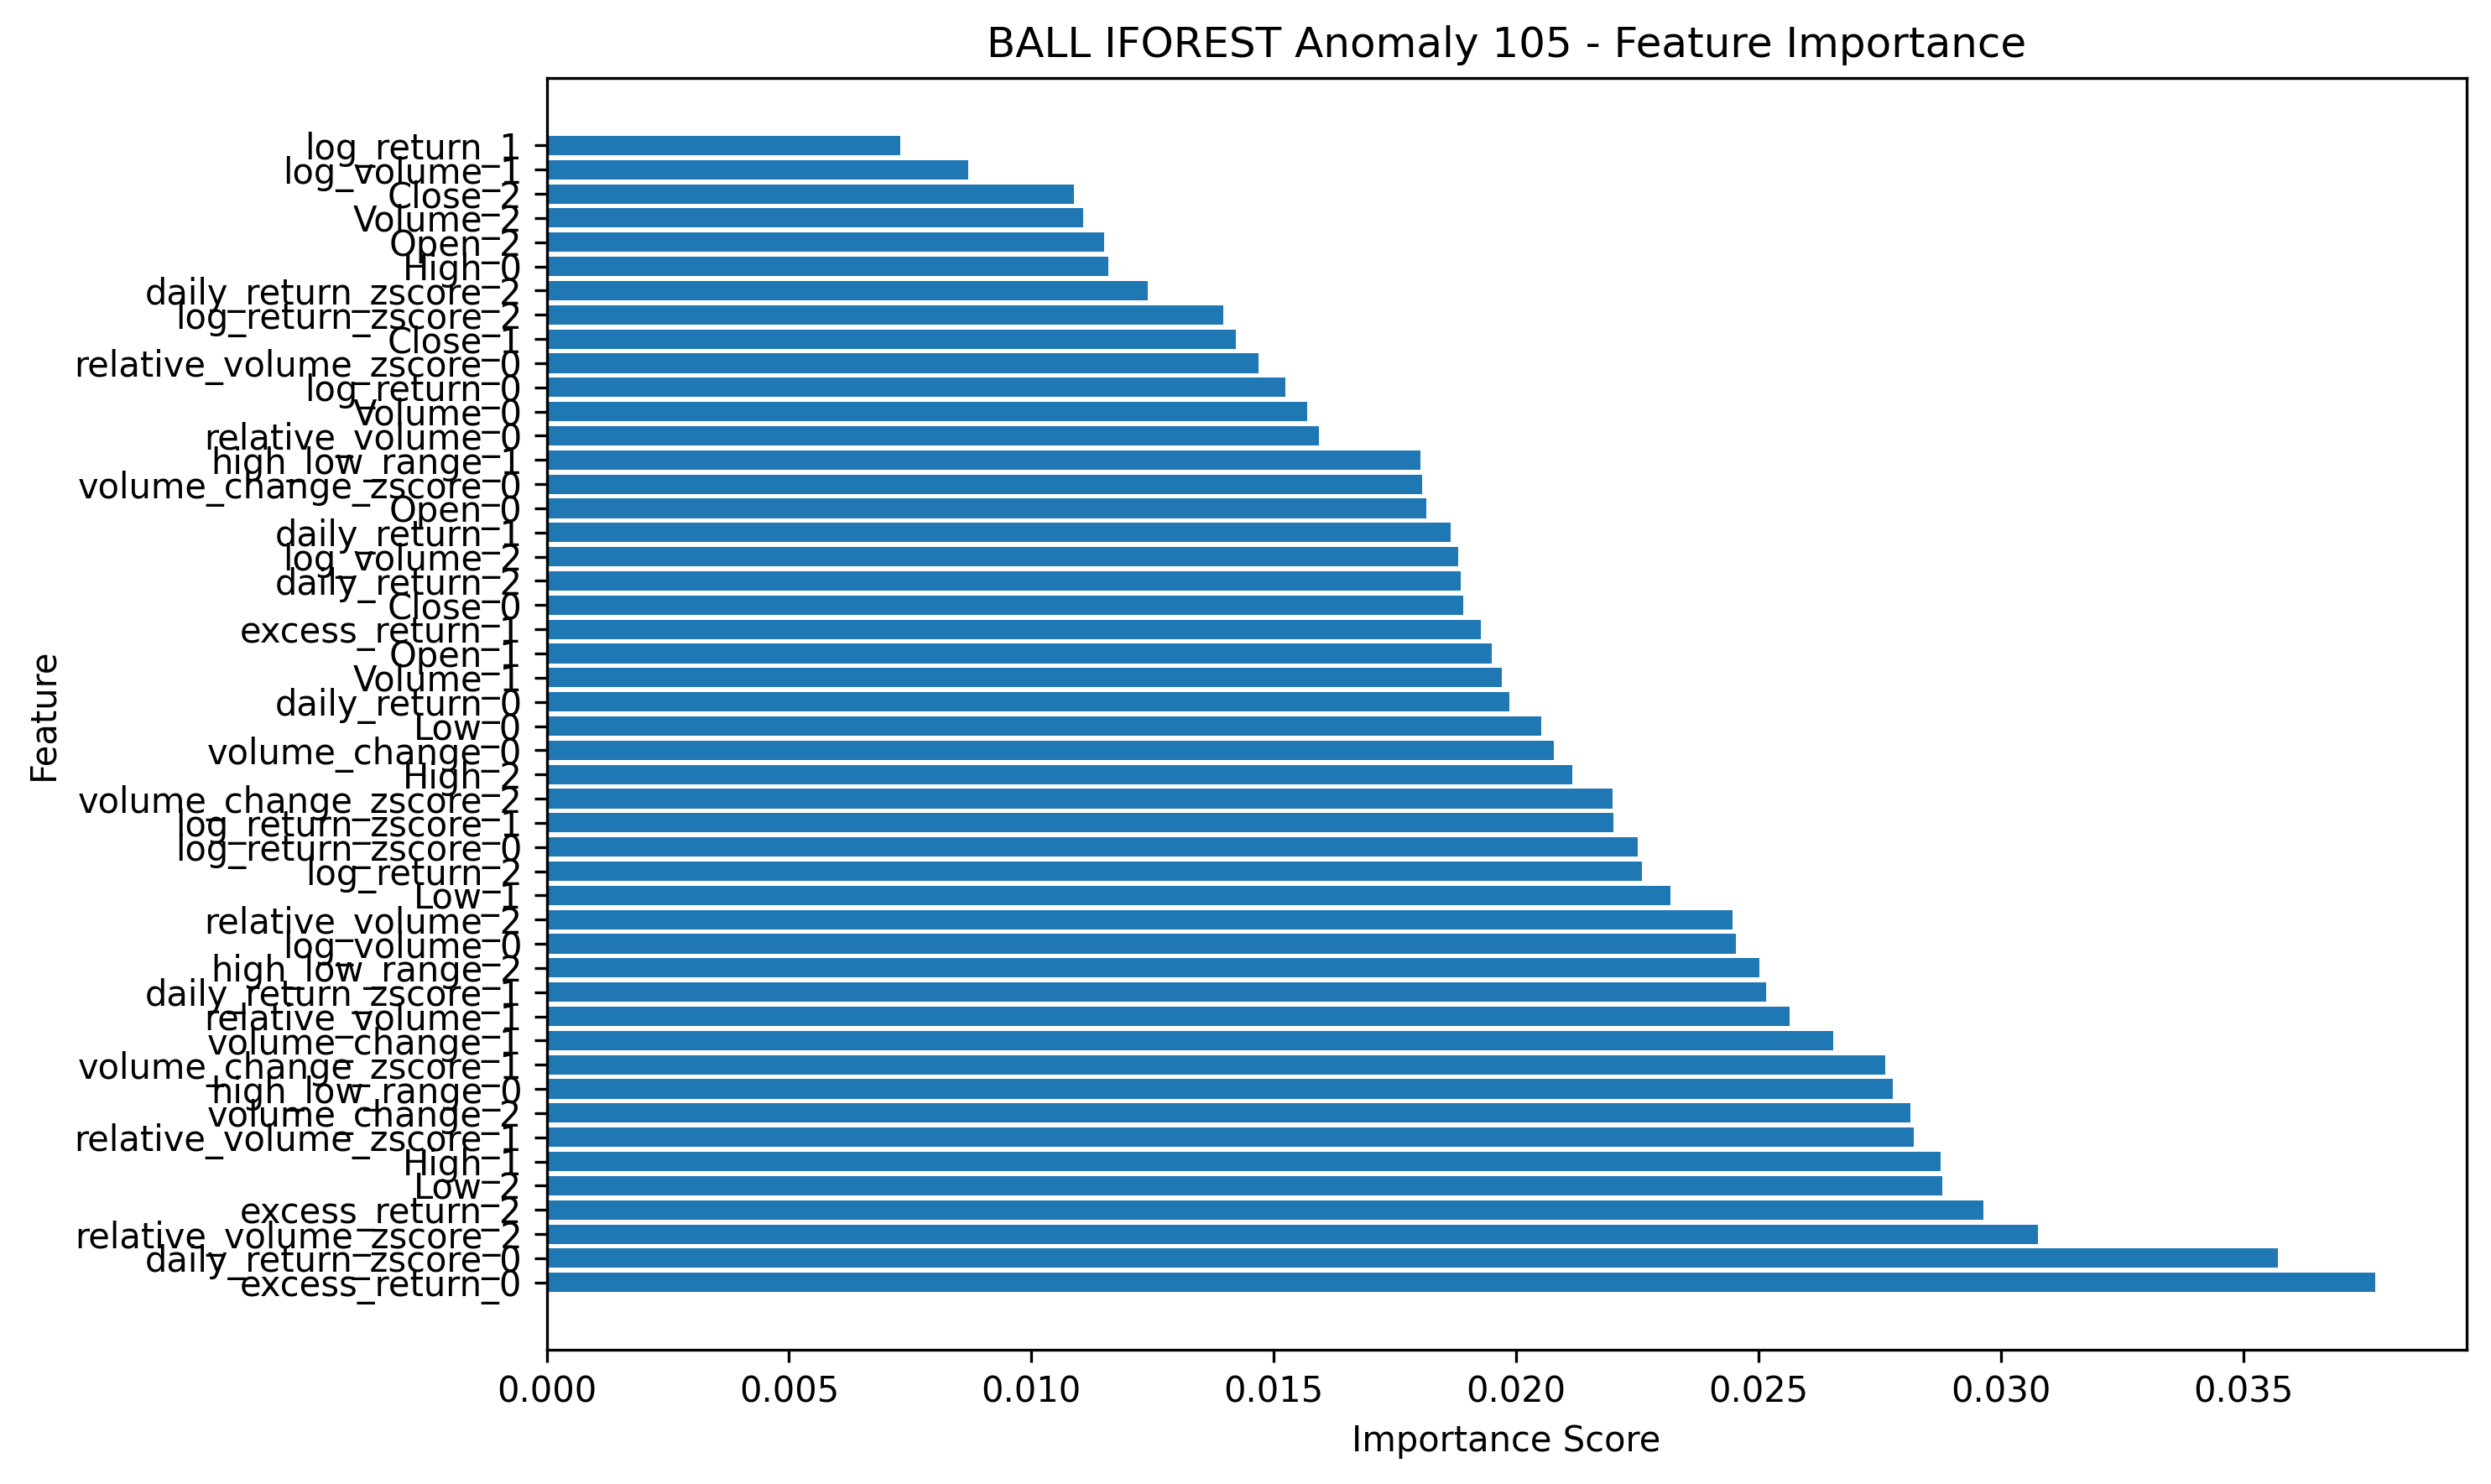 BALL IFOREST Anomaly 105 - Feature Importance
log_return_1
log_volume_1
Close_2
Volume_2
Open_2
High_0
daily_return_zscore_2
log_return_zscore_2
Close_1
relative_volume_zscore_0
log_return_0
Volume_0
relative_volume_0
high_low_range_1
volume_change_zscore_0
Open_0
daily_return_1
log_volume_2
daily_return_2
Close_0
excess_return_1
Open_1
Volume_1
daily_return_0
Low_0
volume_change_0
High_2
volume_change_zscore_2
log_return_zscore_1
log_return_zscore_0
log_return_2
Low_1
relative_volume_2
log_volume_0
high_low_range_2
daily_return_zscore_1
relative_volume_1
volume_change_1
volume_change_zscore_1
high_low_range_0
volume_change_2
relative_volume_zscore_1
High_1
Low_2
excess_return_2
relative_volume_zscore_2
daily_return_zscore_0
excess_return_0
Feature
0.000 0.005 0.010 0.015 0.020 0.025 0.030 0.035
Importance Score